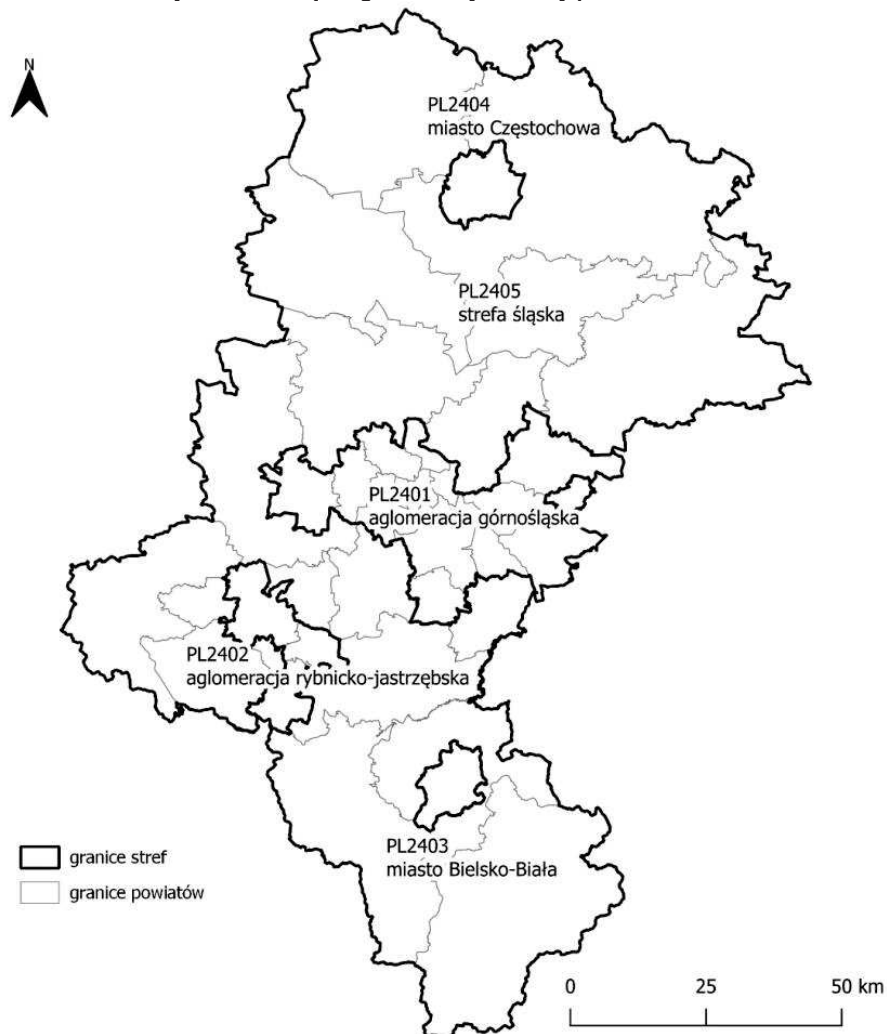 N
PL2404
miasto Częstochowa
PL2405
strefa śląska
PL2401
aglomeracja górnośląska
PL2402
aglomeracja rybnicko-jastrzębska
PL2403
miasto Bielsko-Biała
granice stref
granice powiatów
0 25 50 km